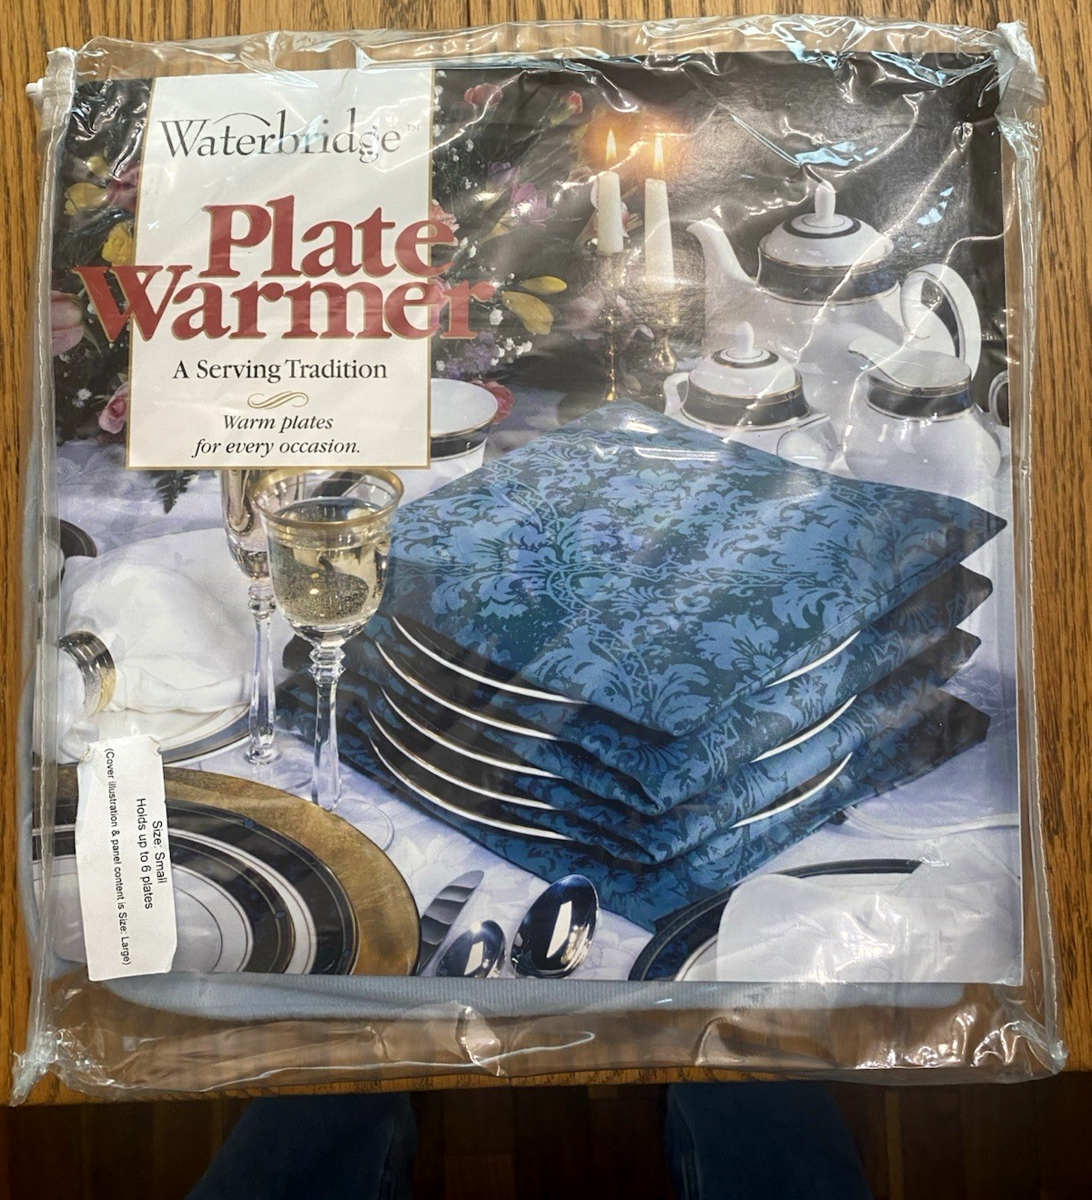 Waterbridge™
Plate
Warmer
A Serving Tradition
Warm plates
for every occasion.
Size: Small
Holds up to 6 plates
(Cover illustration & panel content is Size: Large)